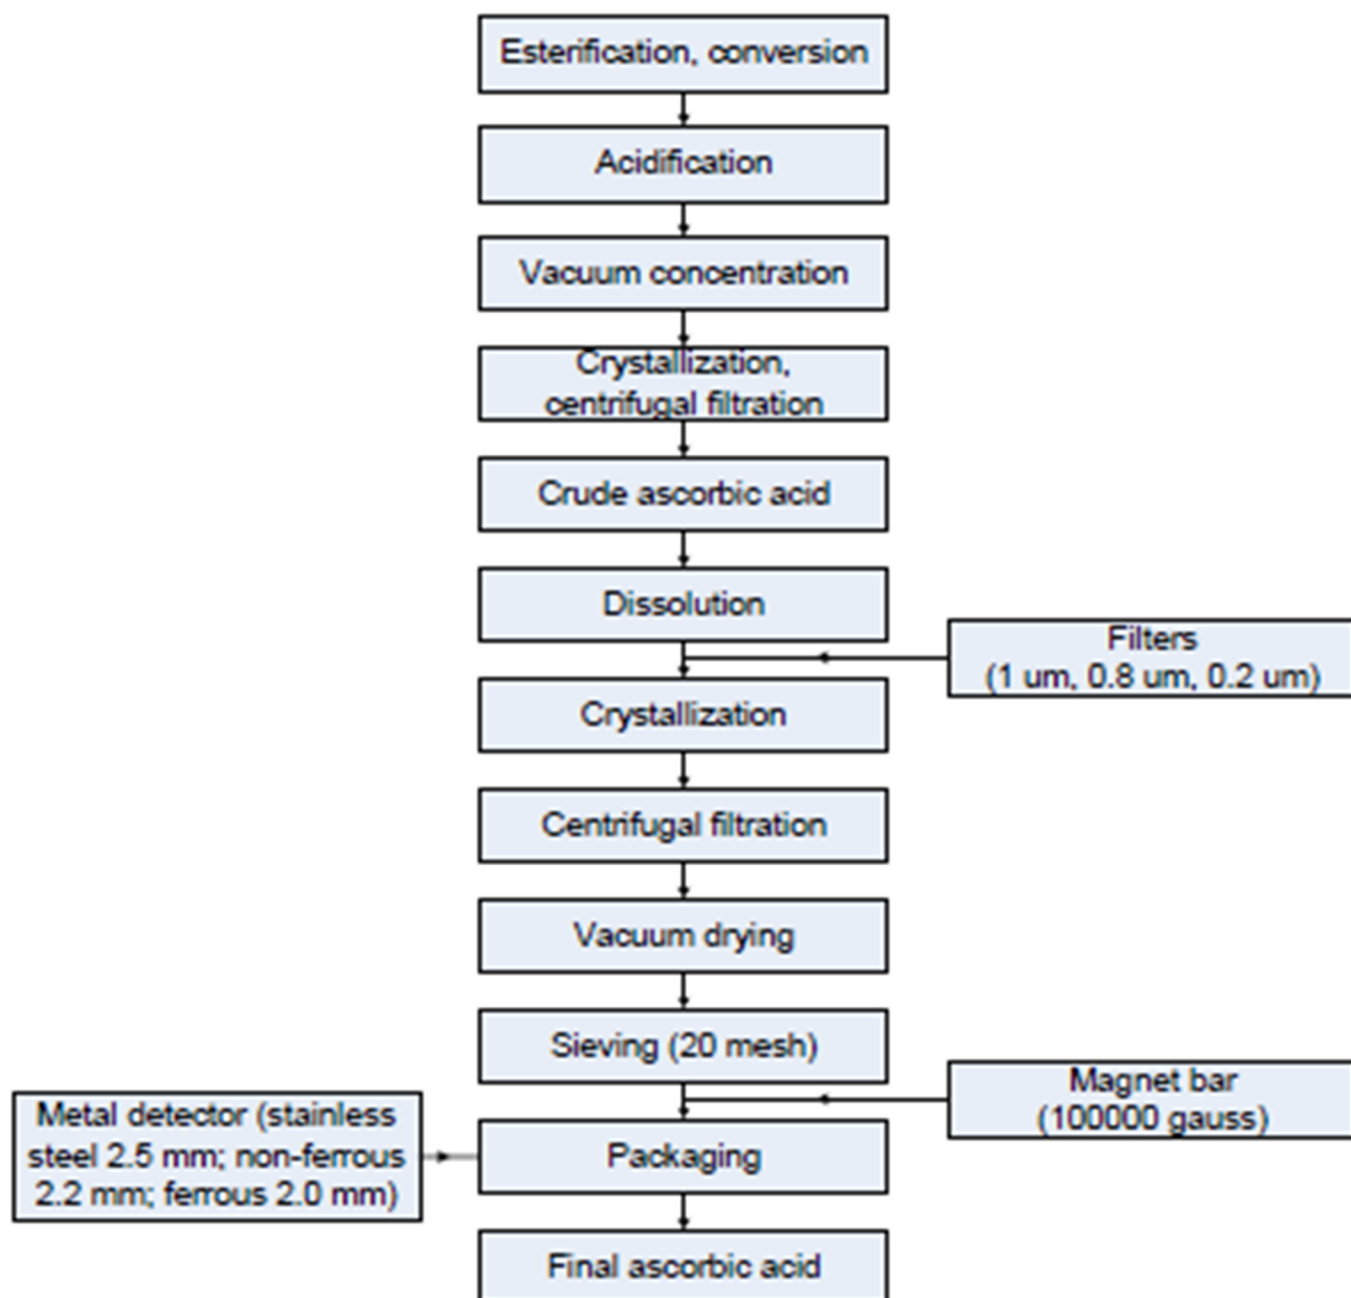 Esterification, conversion
Acidification
Vacuum concentration
Crystallization,
centrifugal filtration
Crude ascorbic acid
Dissolution
Filters
(1 um, 0.8 um, 0.2 um)
Crystallization
Centrifugal filtration
Vacuum drying
Sieving (20 mesh)
Magnet bar
(100000 gauss)
Metal detector (stainless
steel 2.5 mm; non-ferrous
2.2 mm; ferrous 2.0 mm)
Packaging
Final ascorbic acid